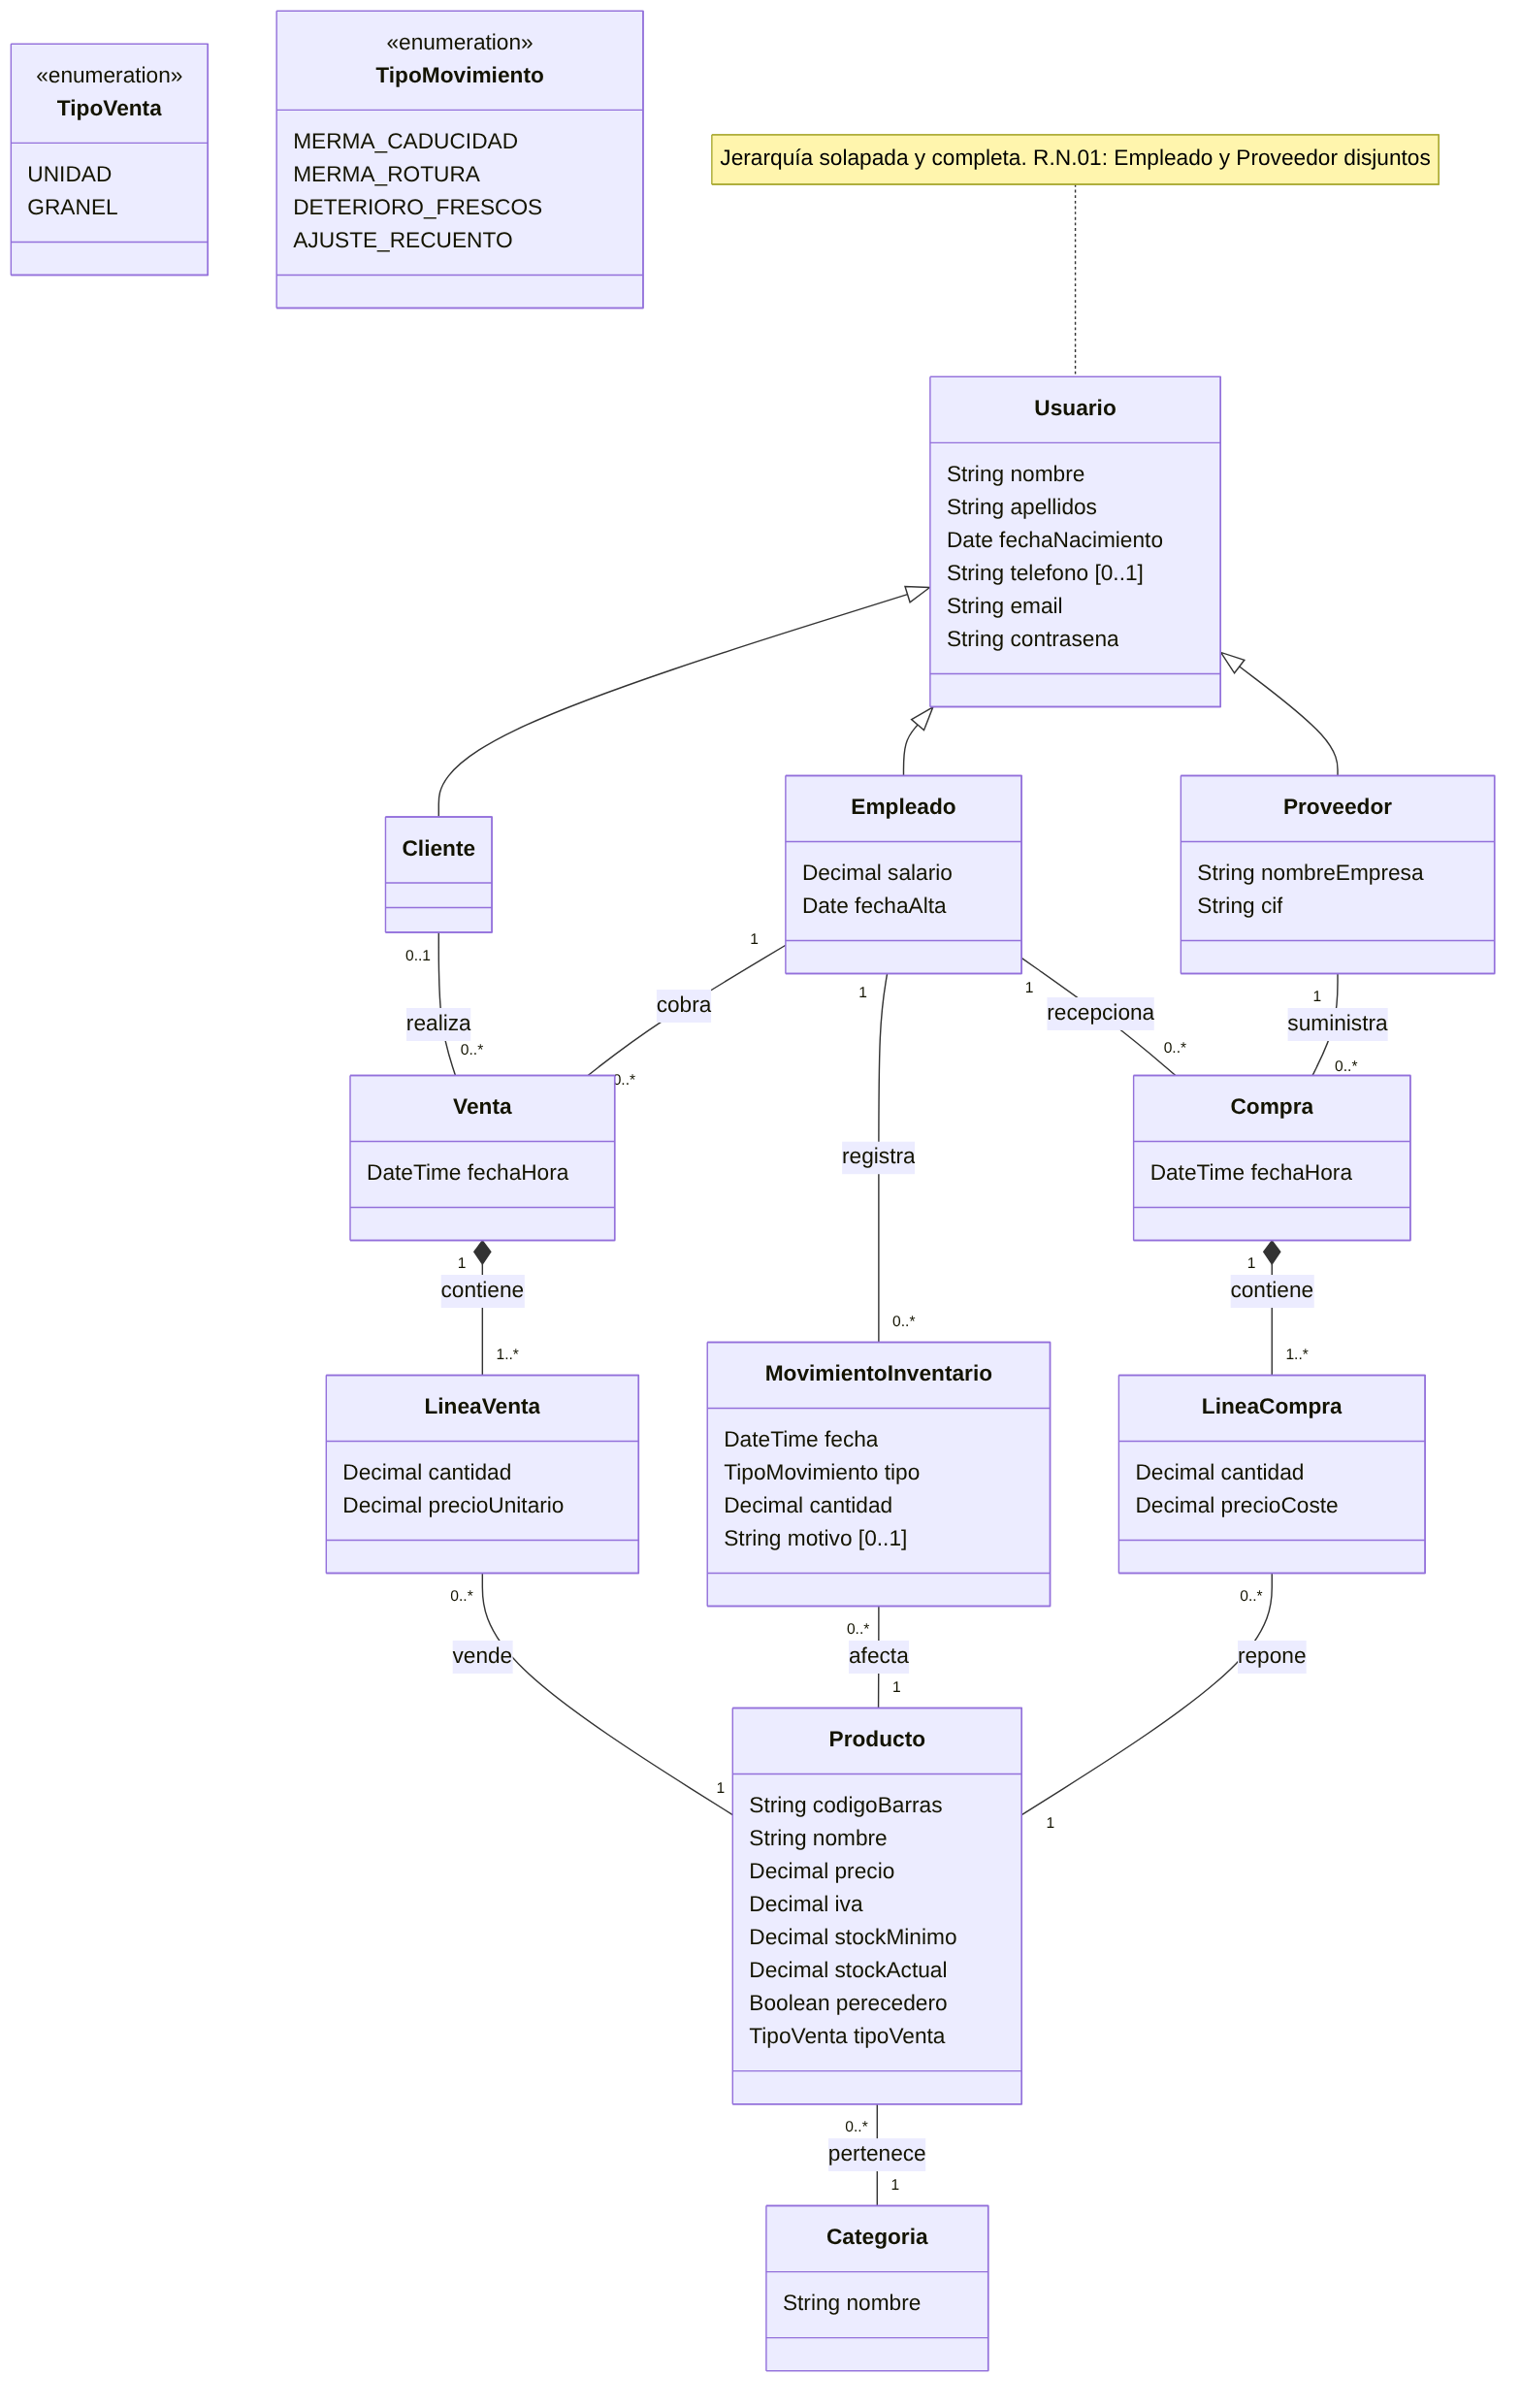 «enumeration»
TipoVenta
UNIDAD
GRANEL
«enumeration»
TipoMovimiento
MERMA_CADUCIDAD
MERMA_ROTURA
DETERIORO_FRESCOS
AJUSTE_RECUENTO
Jerarquía solapada y completa. R.N.01: Empleado y Proveedor disjuntos
Usuario
String nombre
String apellidos
Date fechaNacimiento
String telefono [0..1]
String email
String contrasena
Cliente
Empleado
Decimal salario
Date fechaAlta
Proveedor
String nombreEmpresa
String cif
0..1
realiza
0..*
1
cobra
0..*
1
registra
0..*
1
recepciona
0..*
1
suministra
0..*
Venta
DateTime fechaHora
Compra
DateTime fechaHora
1
contiene
1..*
1
contiene
1..*
LineaVenta
Decimal cantidad
Decimal precioUnitario
MovimientoInventario
DateTime fecha
TipoMovimiento tipo
Decimal cantidad
String motivo [0..1]
LineaCompra
Decimal cantidad
Decimal precioCoste
0..*
vende
1
0..*
afecta
1
0..*
repone
1
Producto
String codigoBarras
String nombre
Decimal precio
Decimal iva
Decimal stockMinimo
Decimal stockActual
Boolean perecedero
TipoVenta tipoVenta
0..*
pertenece
1
Categoria
String nombre